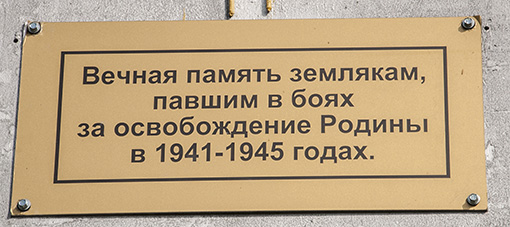 Вечная память землякам,
павшим в боях
за освобождение Родины
в 1941-1945 годах.